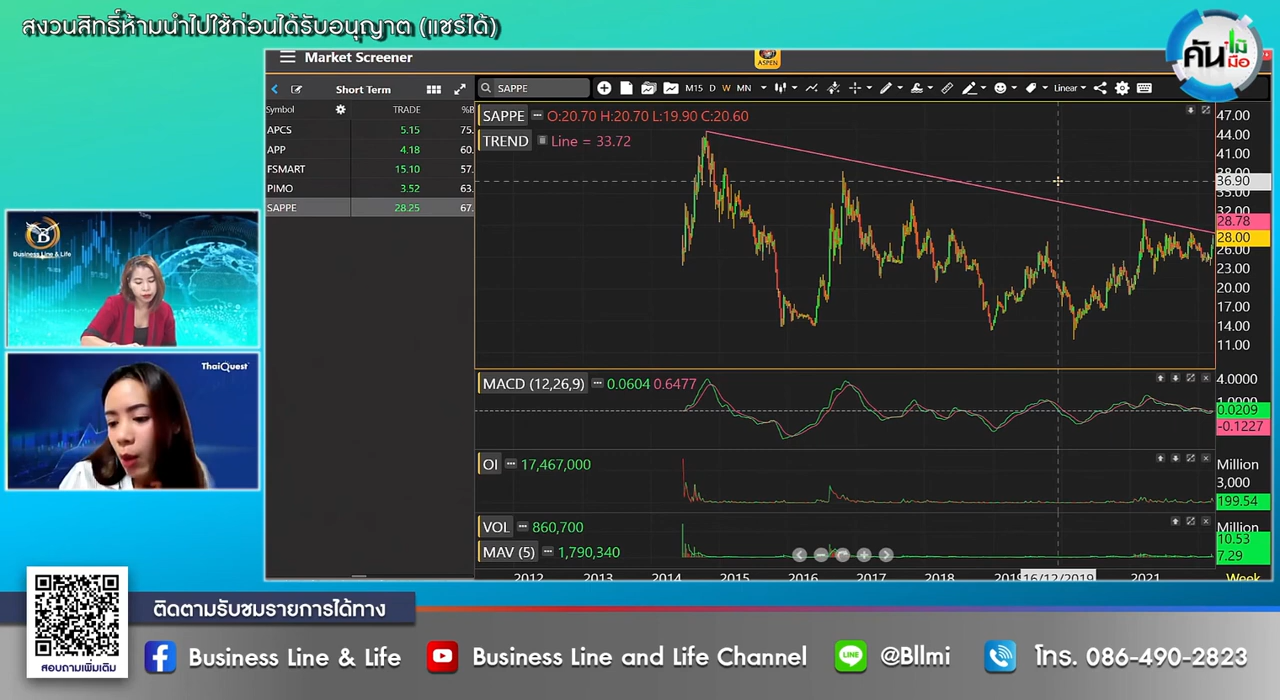 สงวนสิทธิ์ห้ามนำไปใช้ก่อนได้รับอนุญาต (แชร์ได้)
คันไม้มือ
Market Screener
ASPEN
Short Term
SAPPE
M15 D W MN
Linear
Symbol TRADE %B
APCS 5.15 75.
APP 4.18 60.
FSMART 15.10 57.
PIMO 3.52 63.
SAPPE 28.25 67.
SAPPE O:20.70 H:20.70 L:19.90 C:20.60
TREND Line = 33.72
47.00
44.00
41.00
38.00
36.90
35.00
32.00
28.78
28.00
26.00
23.00
20.00
17.00
14.00
11.00
MACD (12,26,9) 0.0604 0.6477
4.0000
1.0000
0.0209
-0.1227
OI 17,467,000
Million
3,000
199.54
VOL 860,700
MAV (5) 1,790,340
Million
10.53
7.29
2012 2013 2014 2015 2016 2017 2018 2019 16/12/2019 2021 Week
Business Line & Life
ThaiQuest
สอบถามเพิ่มเติม
ติดตามรับชมรายการได้ทาง
Business Line & Life
Business Line and Life Channel
LINE
@Bllmi
โทร. 086-490-2823